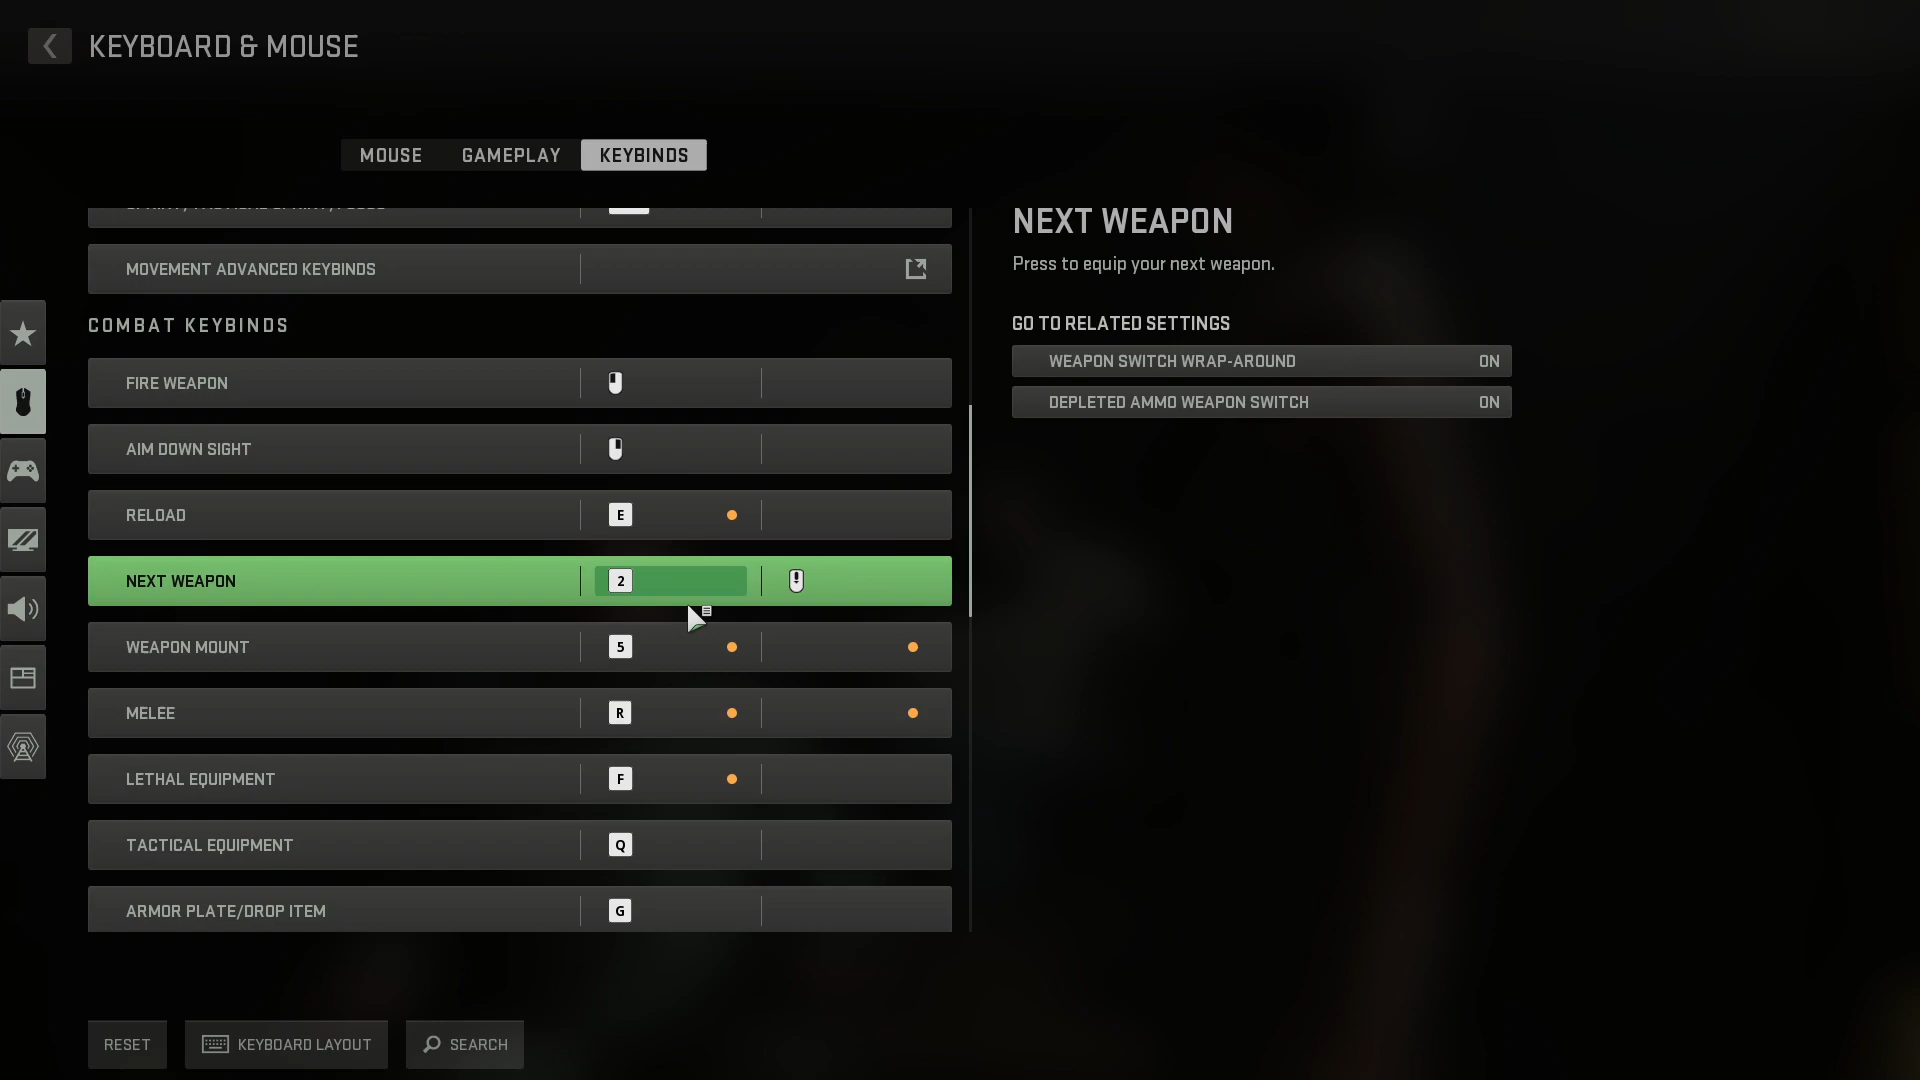 KEYBOARD & MOUSE
MOUSE GAMEPLAY KEYBINDS
MOVEMENT ADVANCED KEYBINDS
COMBAT KEYBINDS
FIRE WEAPON
AIM DOWN SIGHT
RELOAD E
NEXT WEAPON 2
WEAPON MOUNT 5
MELEE R
LETHAL EQUIPMENT F
TACTICAL EQUIPMENT Q
ARMOR PLATE/DROP ITEM G
NEXT WEAPON
Press to equip your next weapon.
GO TO RELATED SETTINGS
WEAPON SWITCH WRAP-AROUND ON
DEPLETED AMMO WEAPON SWITCH ON
RESET KEYBOARD LAYOUT SEARCH